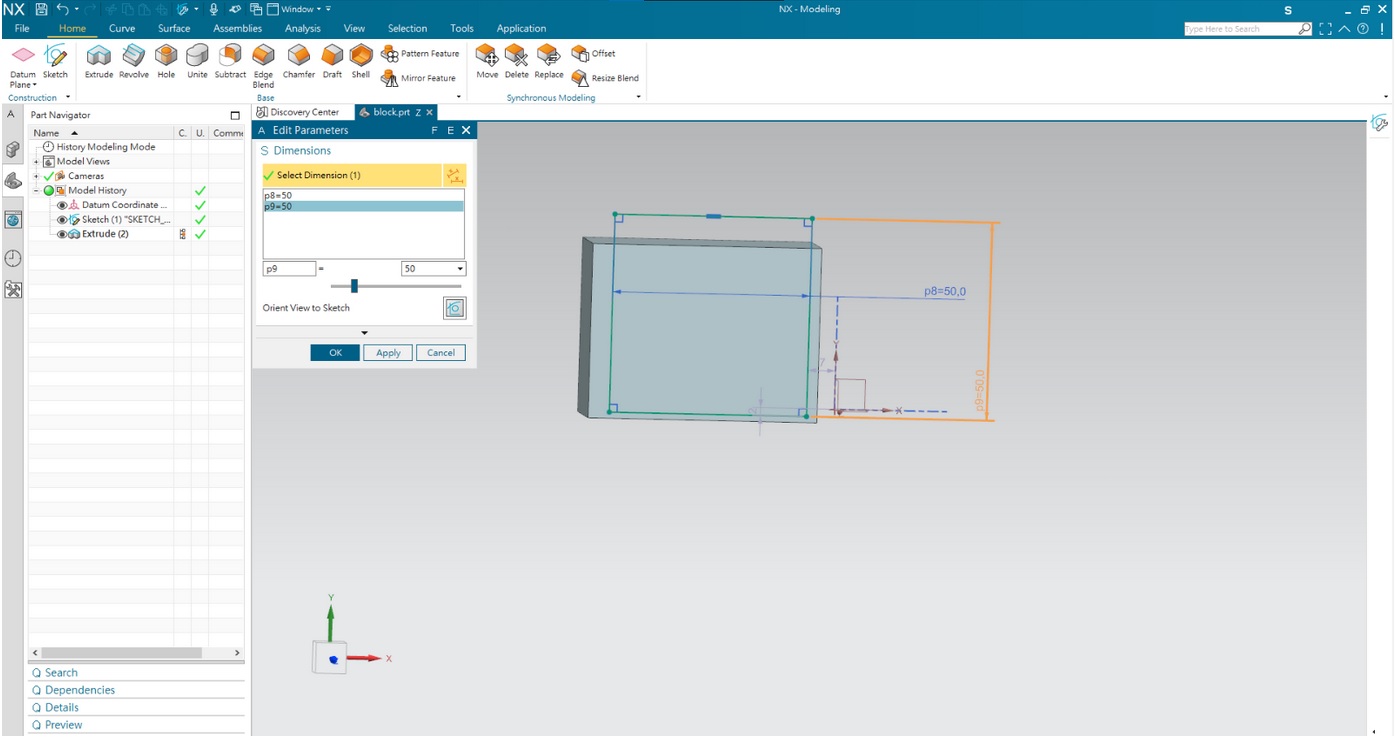 NX Window NX - Modeling S
File Home Curve Surface Assemblies Analysis View Selection Tools Application
Type Here to Search
Datum Plane Sketch Extrude Revolve Hole Unite Subtract Edge Blend Chamfer Draft Shell
Pattern Feature
Mirror Feature
Move Delete Replace
Offset
Resize Blend
Construction Base Synchronous Modeling
A Part Navigator
Name C. U. Comme
History Modeling Mode
Model Views
Cameras
Model History
Datum Coordinate ...
Sketch (1) "SKETCH_...
Extrude (2)
Search
Dependencies
Details
Preview
Discovery Center block.prt Z
A Edit Parameters F E
S Dimensions
Select Dimension (1)
p8=50
p9=50
p9 = 50
Orient View to Sketch
OK Apply Cancel
p8=50,0
p9=50,0
Y
Z
X
Y
X